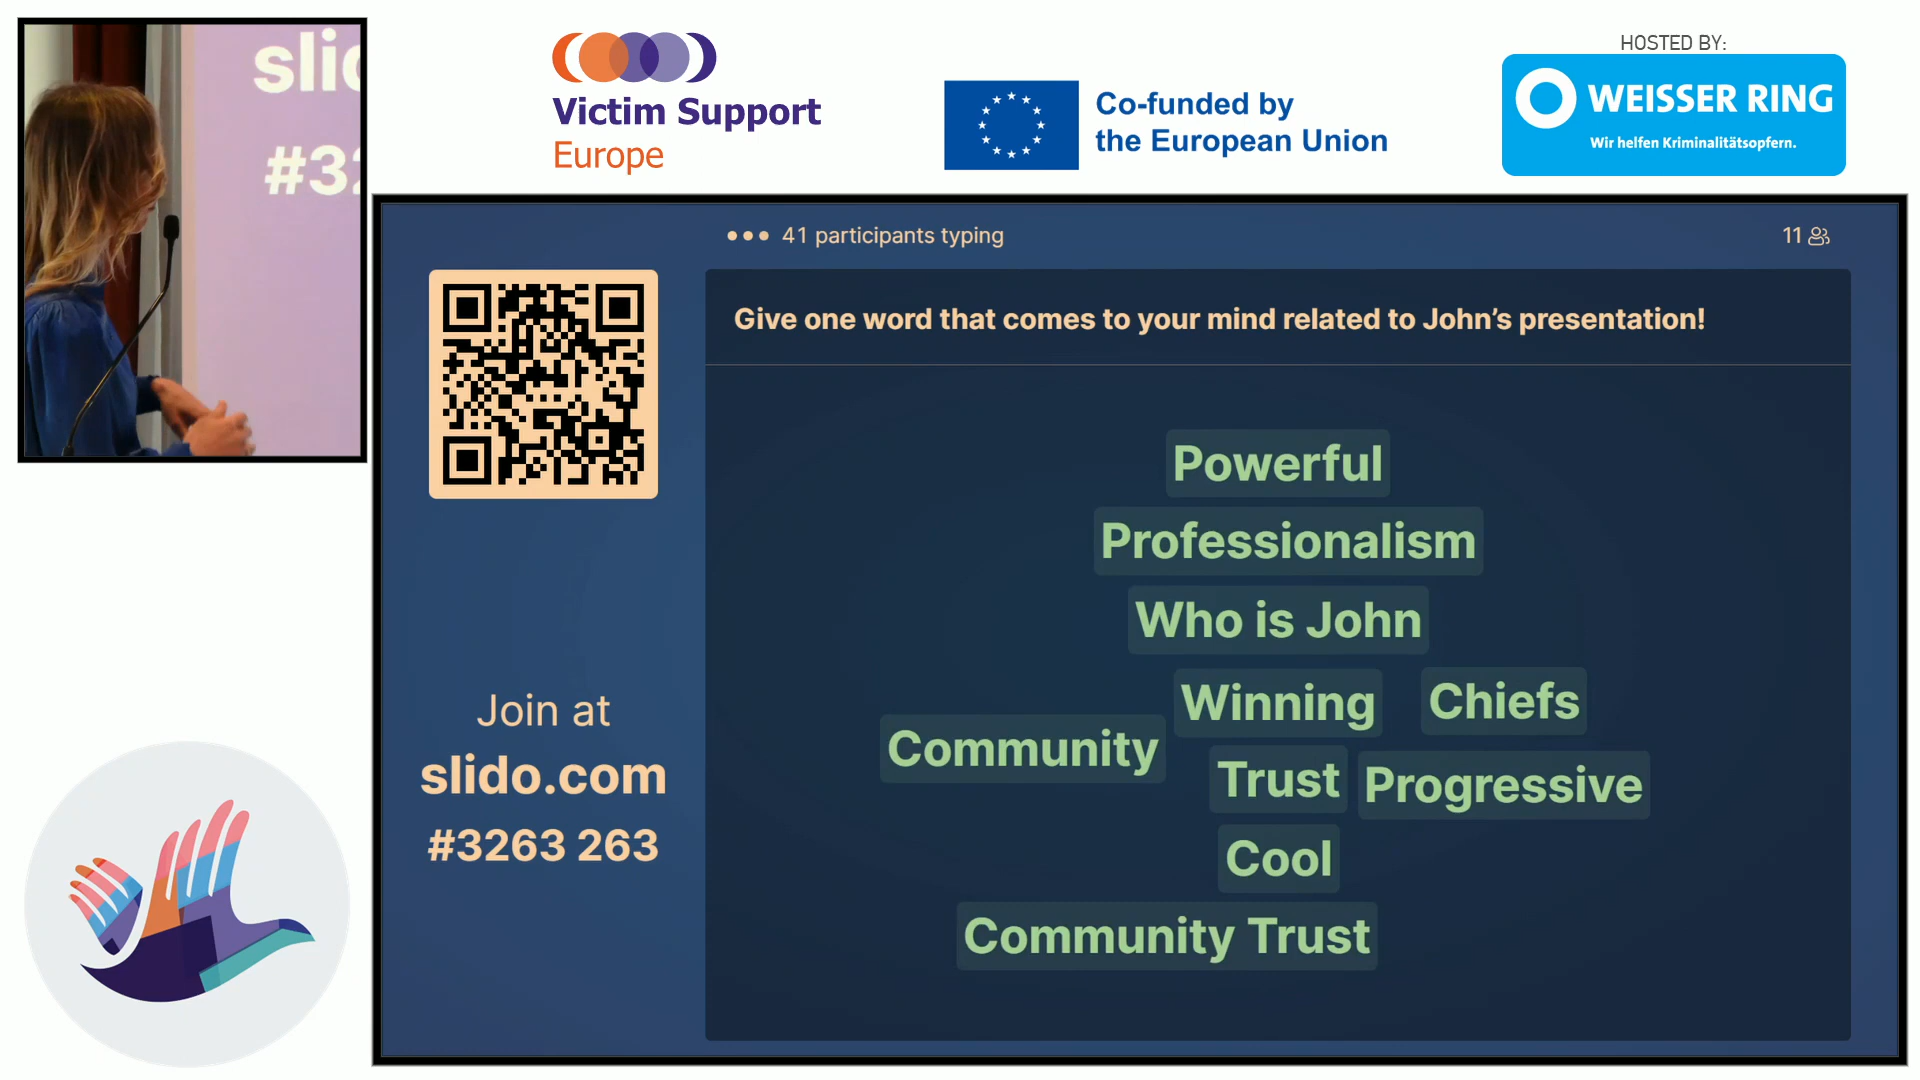 slid
#32
Victim Support
Europe
Co-funded by
the European Union
HOSTED BY:
WEISSER RING
Wir helfen Kriminalitätsopfern.
41 participants typing
11
Give one word that comes to your mind related to John’s presentation!
Powerful
Professionalism
Who is John
Winning
Chiefs
Community
Trust
Progressive
Cool
Community Trust
Join at
slido.com
#3263 263